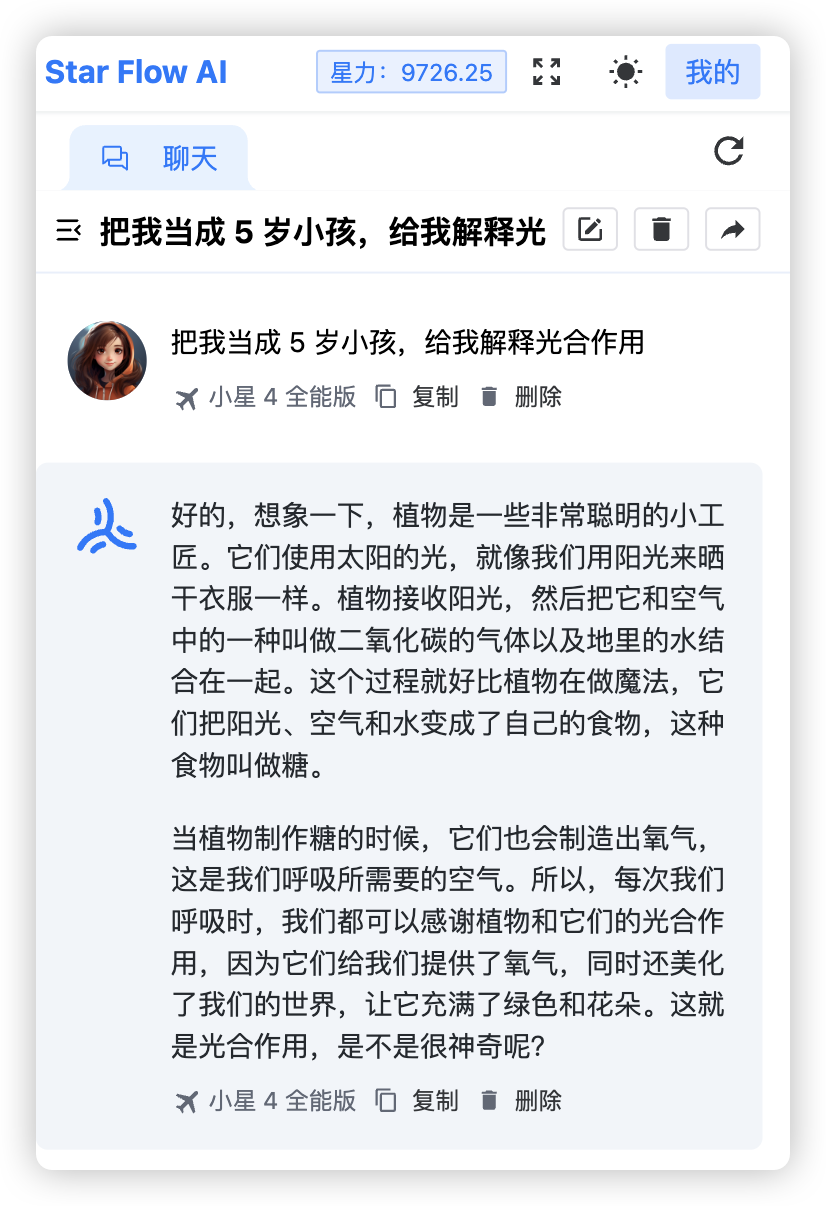 Star Flow AI
星力：9726.25
我的
聊天
把我当成 5 岁小孩，给我解释光
把我当成 5 岁小孩，给我解释光合作用
小星 4 全能版 复制 删除
好的，想象一下，植物是一些非常聪明的小工
匠。它们使用太阳的光，就像我们用阳光来晒
干衣服一样。植物接收阳光，然后把它和空气
中的一种叫做二氧化碳的气体以及地里的水结
合在一起。这个过程就好比植物在做魔法，它
们把阳光、空气和水变成了自己的食物，这种
食物叫做糖。
当植物制作糖的时候，它们也会制造出氧气，
这是我们呼吸所需要的空气。所以，每次我们
呼吸时，我们都可以感谢植物和它们的光合作
用，因为它们给我们提供了氧气，同时还美化
了我们的世界，让它充满了绿色和花朵。这就
是光合作用，是不是很神奇呢?
小星 4 全能版 复制 删除